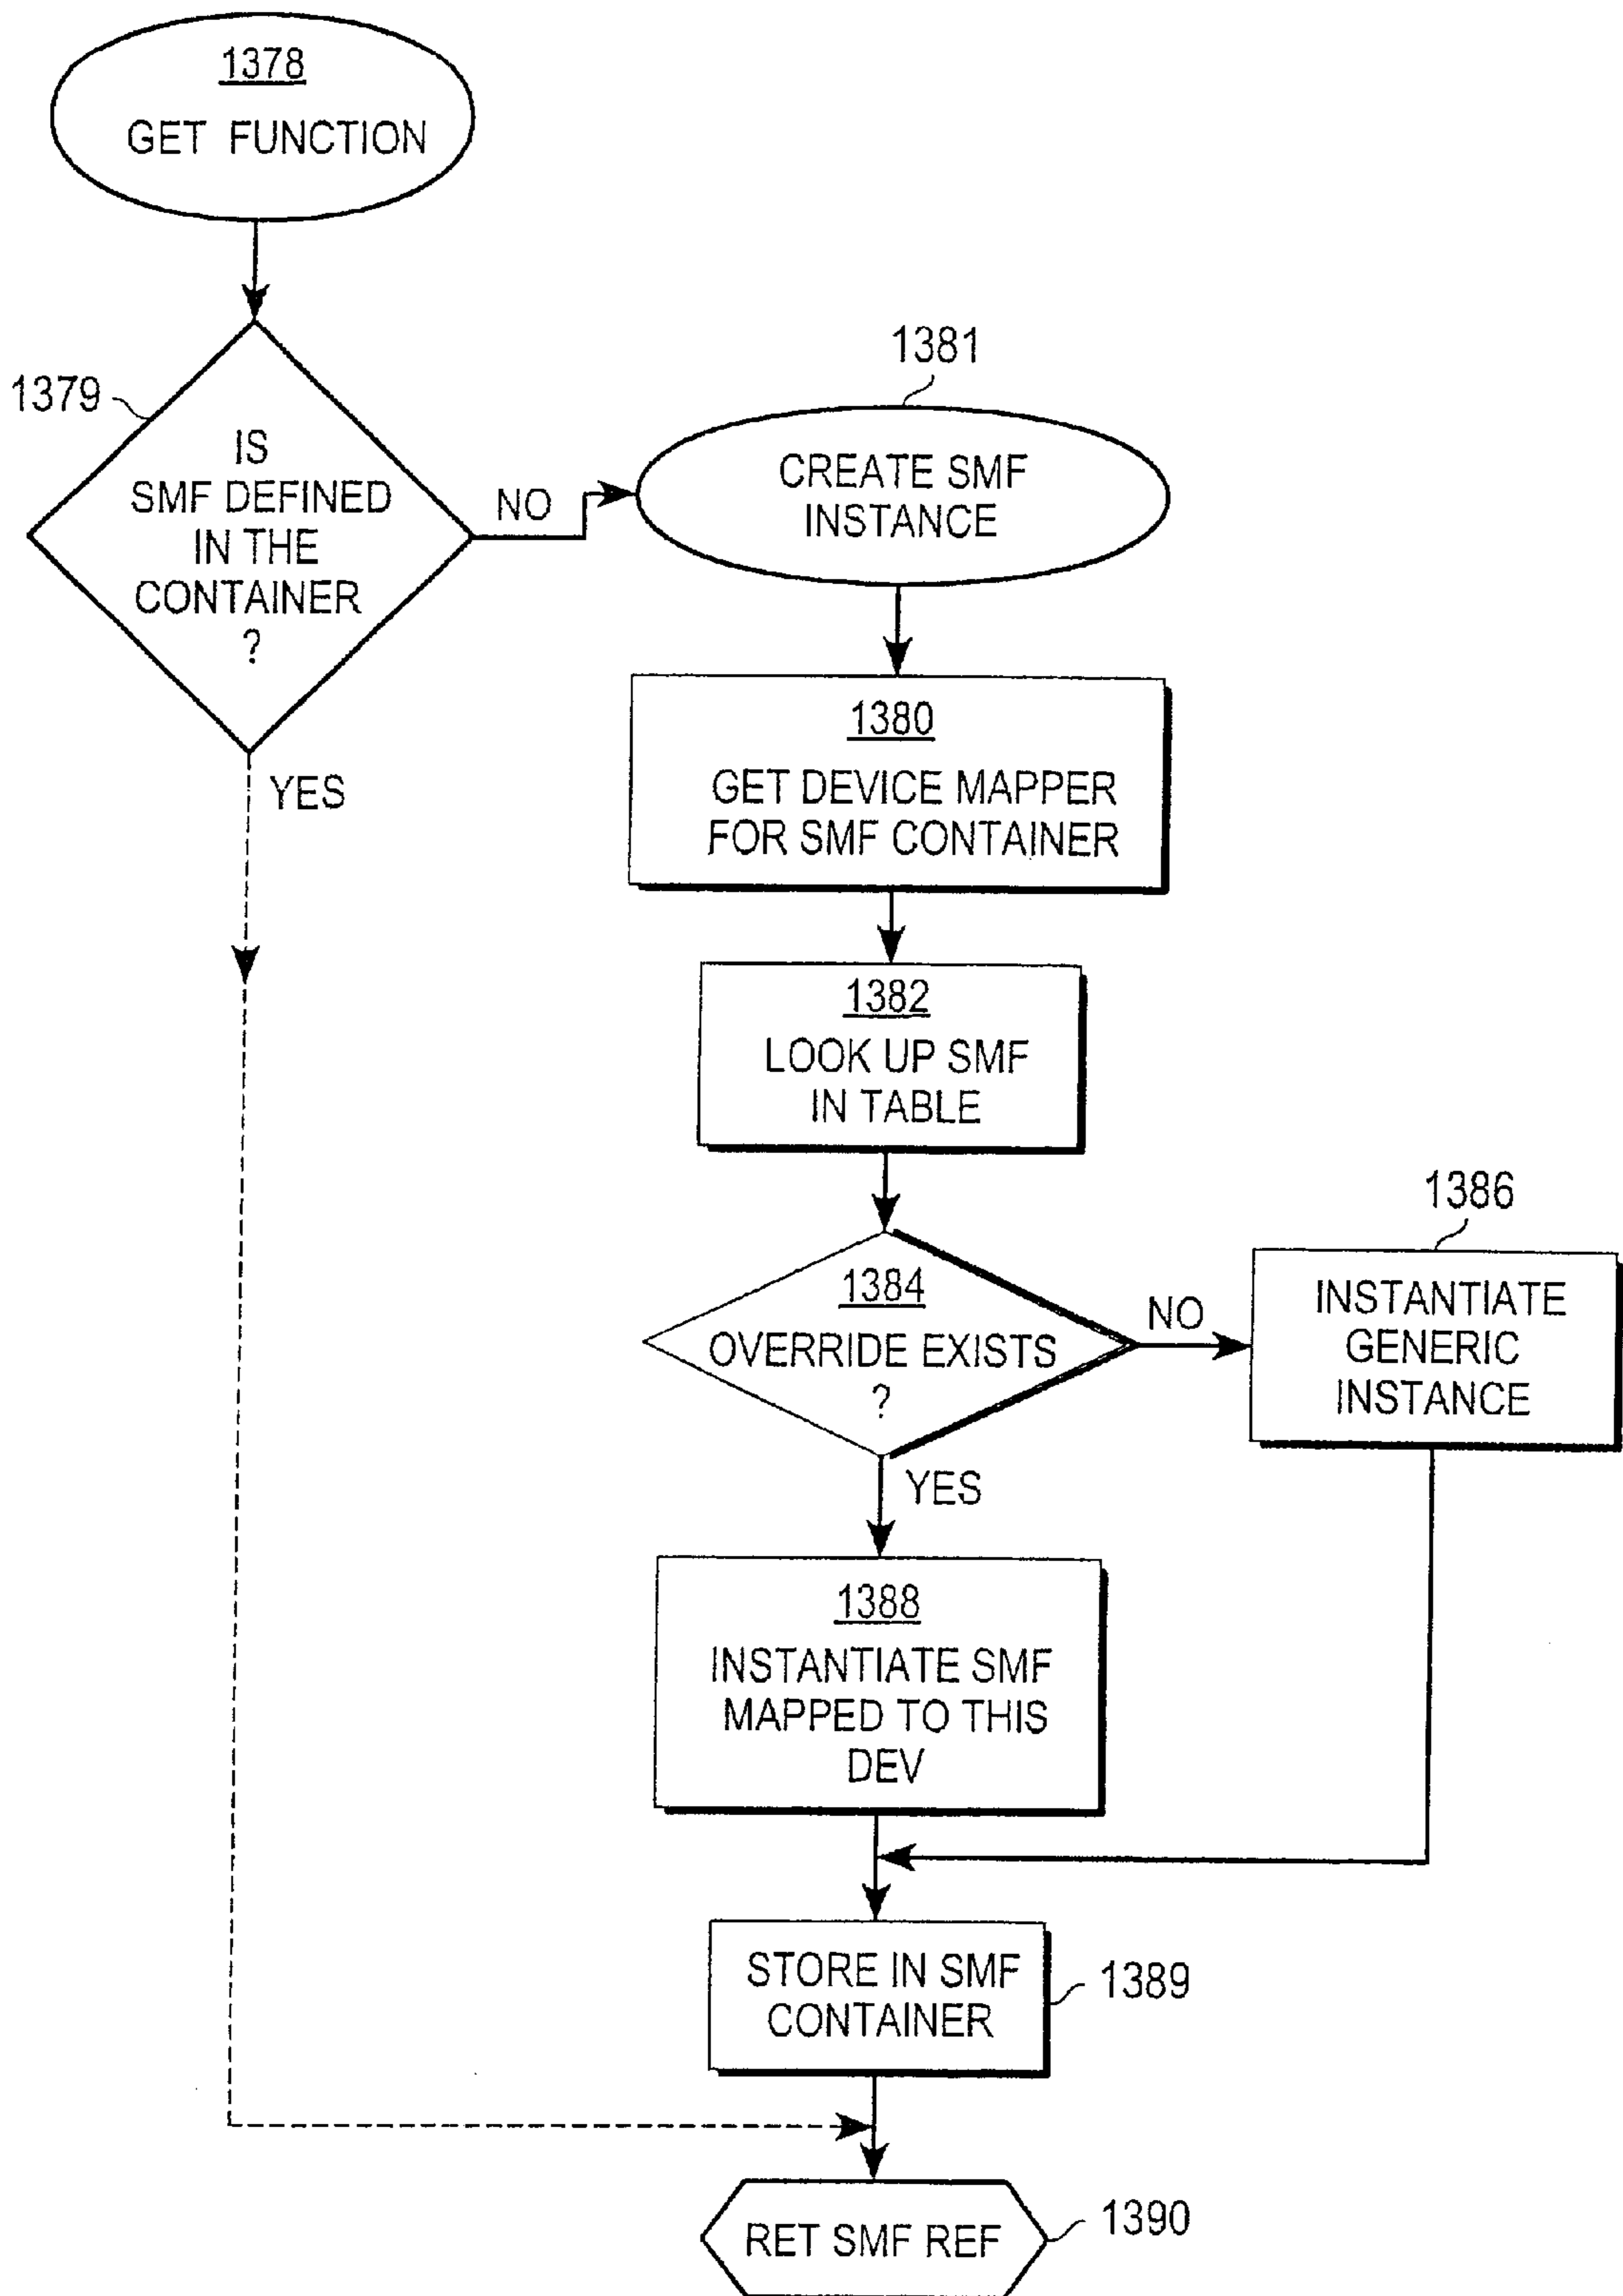 1378
GET FUNCTION
1379
IS
SMF DEFINED
IN THE
CONTAINER
?
NO
YES
1381
CREATE SMF
INSTANCE
1380
GET DEVICE MAPPER
FOR SMF CONTAINER
1382
LOOK UP SMF
IN TABLE
1384
OVERRIDE EXISTS
?
NO
YES
1386
INSTANTIATE
GENERIC
INSTANCE
1388
INSTANTIATE SMF
MAPPED TO THIS
DEV
STORE IN SMF
CONTAINER
1389
RET SMF REF
1390